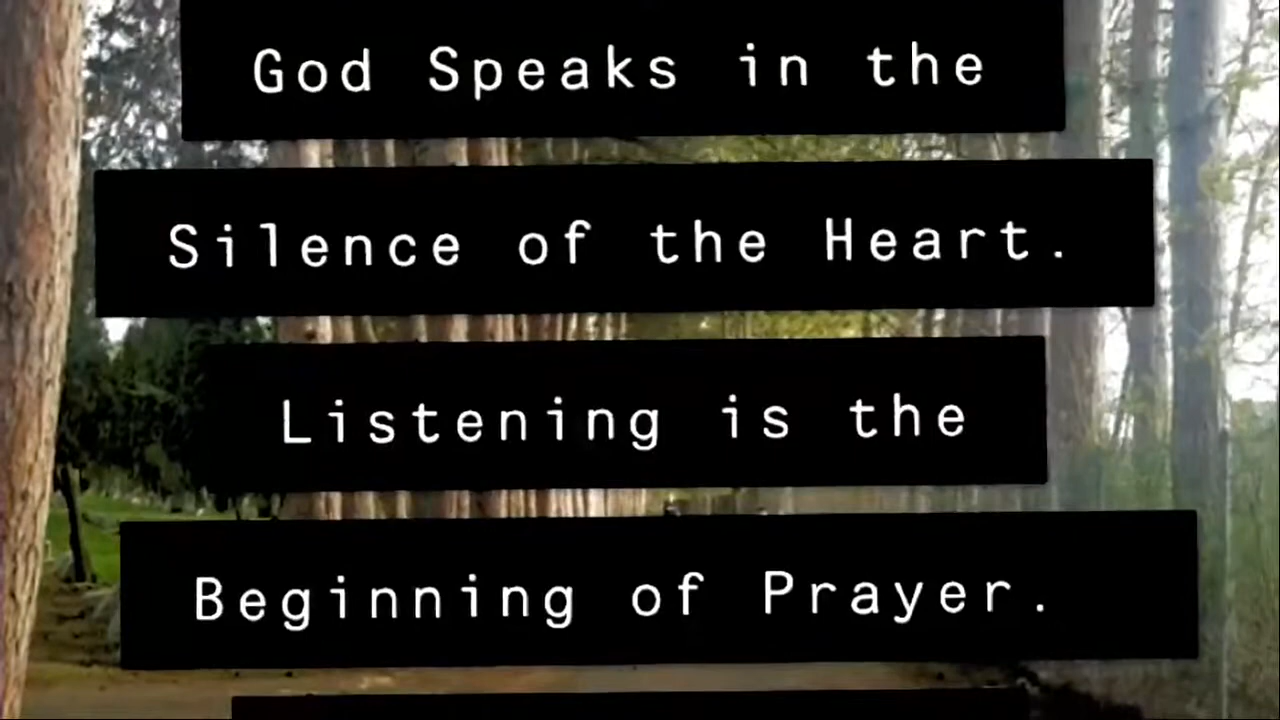 God Speaks in the
Silence of the Heart.
Listening is the
Beginning of Prayer.